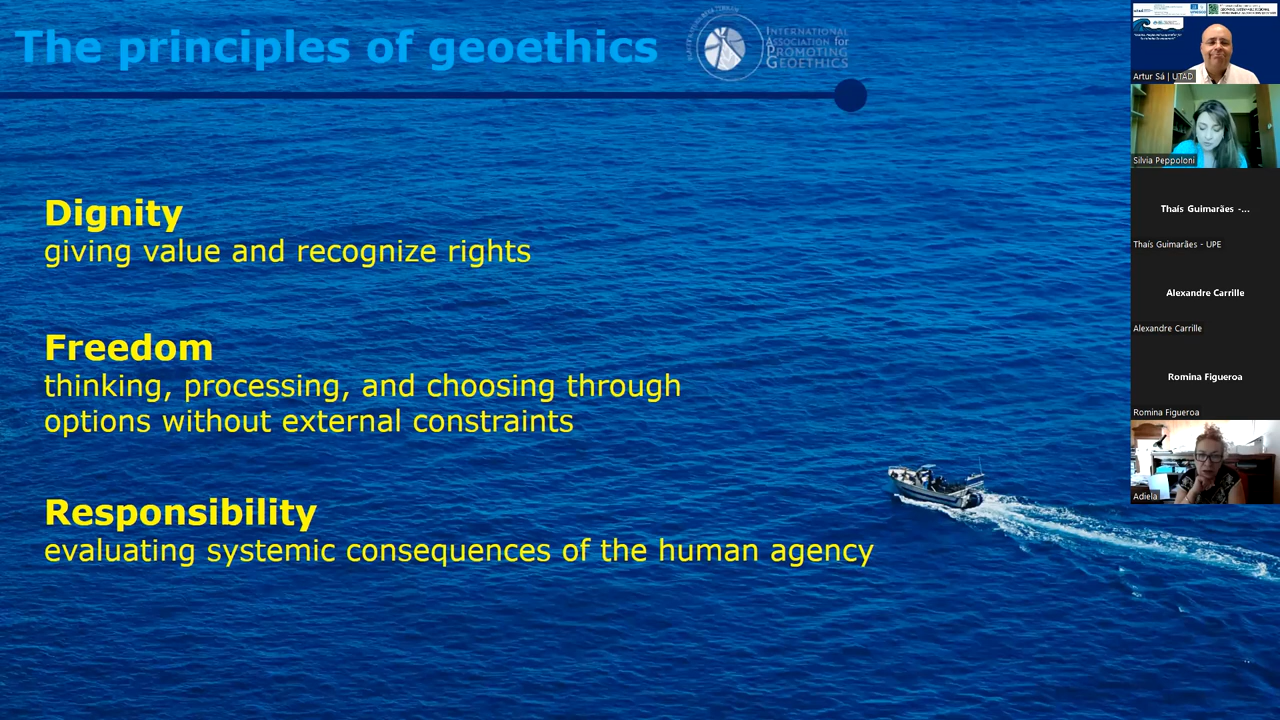 The principles of geoethics
INTERNATIONAL
ASSOCIATION for
PROMOTING
GEOETHICS
Dignity
giving value and recognize rights
Freedom
thinking, processing, and choosing through
options without external constraints
Responsibility
evaluating systemic consequences of the human agency
Artur Sá | UTAD
Silvia Peppoloni
Thaís Guimarães -...
Thaís Guimarães - UPE
Alexandre Carrille
Alexandre Carrille
Romina Figueroa
Romina Figueroa
Adiela